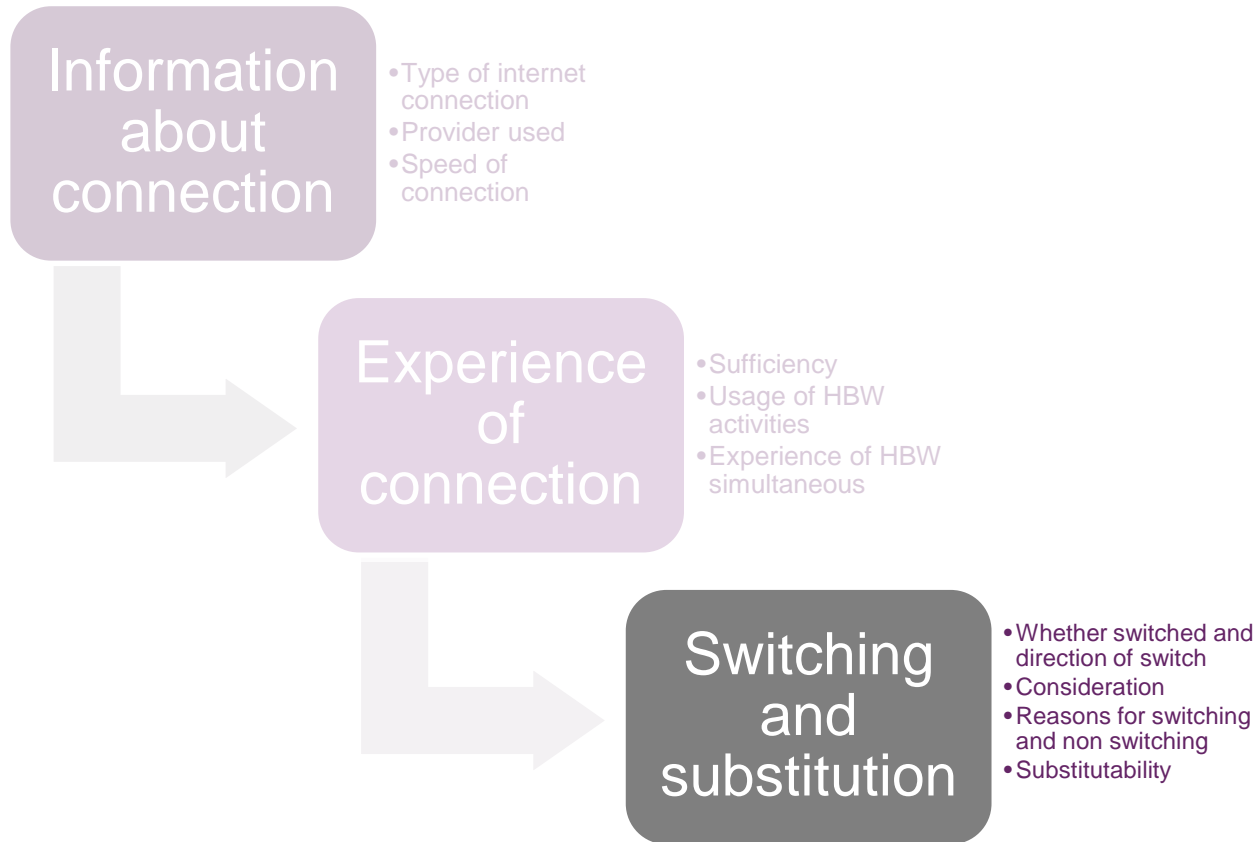 Information
about
connection
•Type of internet
connection
•Provider used
•Speed of
connection
Experience
of
connection
•Sufficiency
•Usage of HBW
activities
•Experience of HBW
simultaneous
Switching
and
substitution
•Whether switched and
direction of switch
•Consideration
•Reasons for switching
and non switching
•Substitutability